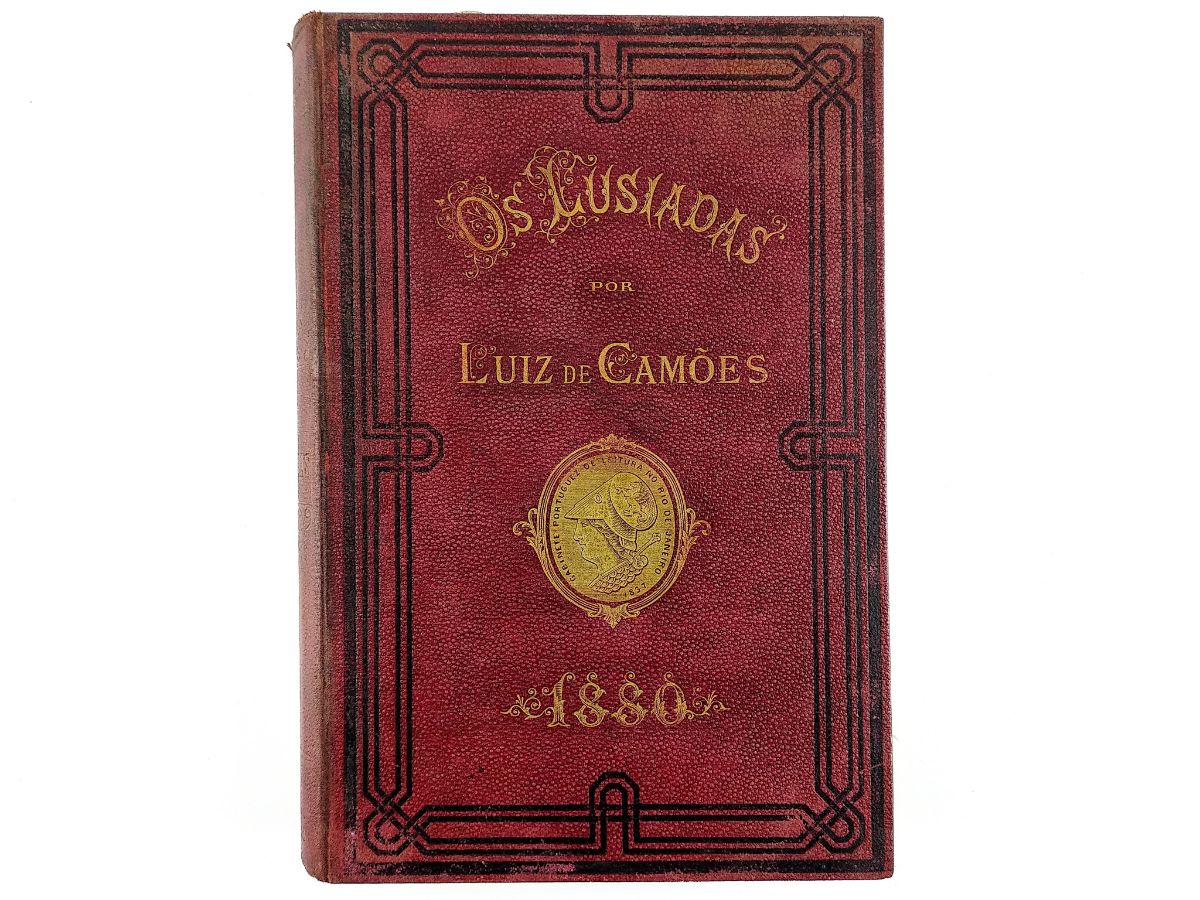 OS LUSIADAS
POR
LUIZ DE CAMÕES
GABINETE PORTUGUEZ DE LEITURA NO RIO DE JANEIRO
1837
1880